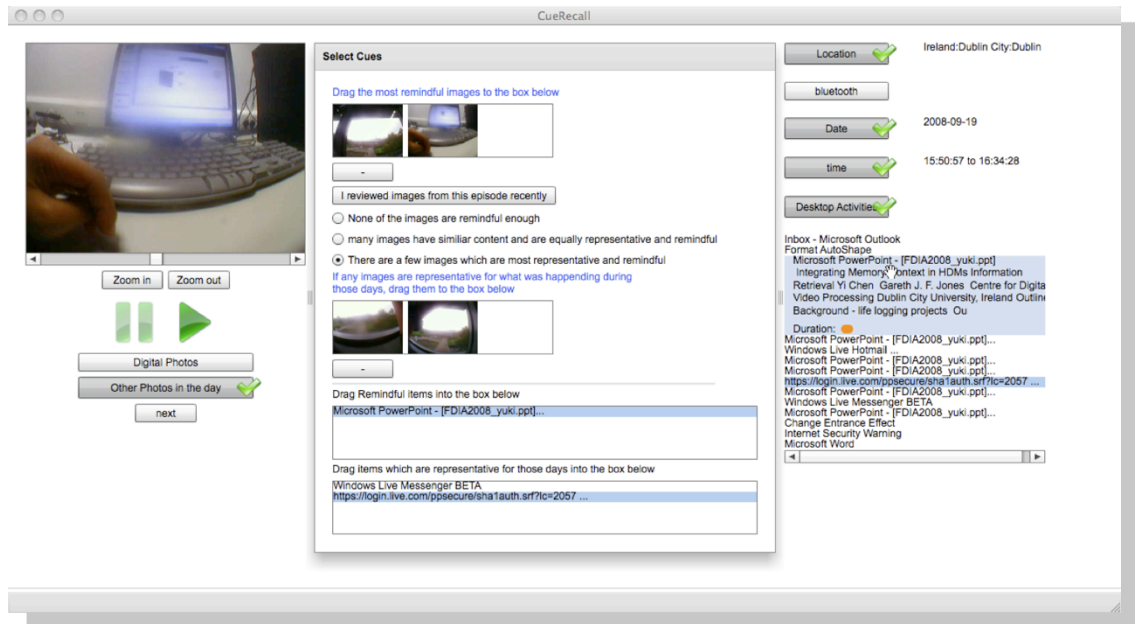 CueRecall
Zoom in
Zoom out
Digital Photos
Other Photos in the day
next
Select Cues
Drag the most remindful images to the box below
-
I reviewed images from this episode recently
None of the images are remindful enough
many images have similiar content and are equally representative and remindful
There are a few images which are most representative and remindful
If any images are representative for what was happending during
those days, drag them to the box below
-
Drag Remindful items into the box below
Microsoft PowerPoint - [FDIA2008_yuki.ppt]...
Drag items which are representative for those days into the box below
Windows Live Messenger BETA
https://login.live.com/ppsecure/sha1auth.srf?lc=2057 ...
Location
Ireland:Dublin City:Dublin
bluetooth
Date
2008-09-19
time
15:50:57 to 16:34:28
Desktop Activities
Inbox - Microsoft Outlook
Format AutoShape
Microsoft PowerPoint - [FDIA2008_yuki.ppt]
Integrating Memory Context in HDMs Information
Retrieval Yi Chen Gareth J. F. Jones Centre for Digita
Video Processing Dublin City University, Ireland Outline
Background - life logging projects Ou
Duration:
Microsoft PowerPoint - [FDIA2008_yuki.ppt]...
Windows Live Hotmail ...
Microsoft PowerPoint - [FDIA2008_yuki.ppt]...
Microsoft PowerPoint - [FDIA2008_yuki.ppt]...
https://login.live.com/ppsecure/sha1auth.srf?lc=2057 ...
Microsoft PowerPoint - [FDIA2008_yuki.ppt]...
Windows Live Messenger BETA
Microsoft PowerPoint - [FDIA2008_yuki.ppt]...
Change Entrance Effect
Internet Security Warning
Microsoft Word